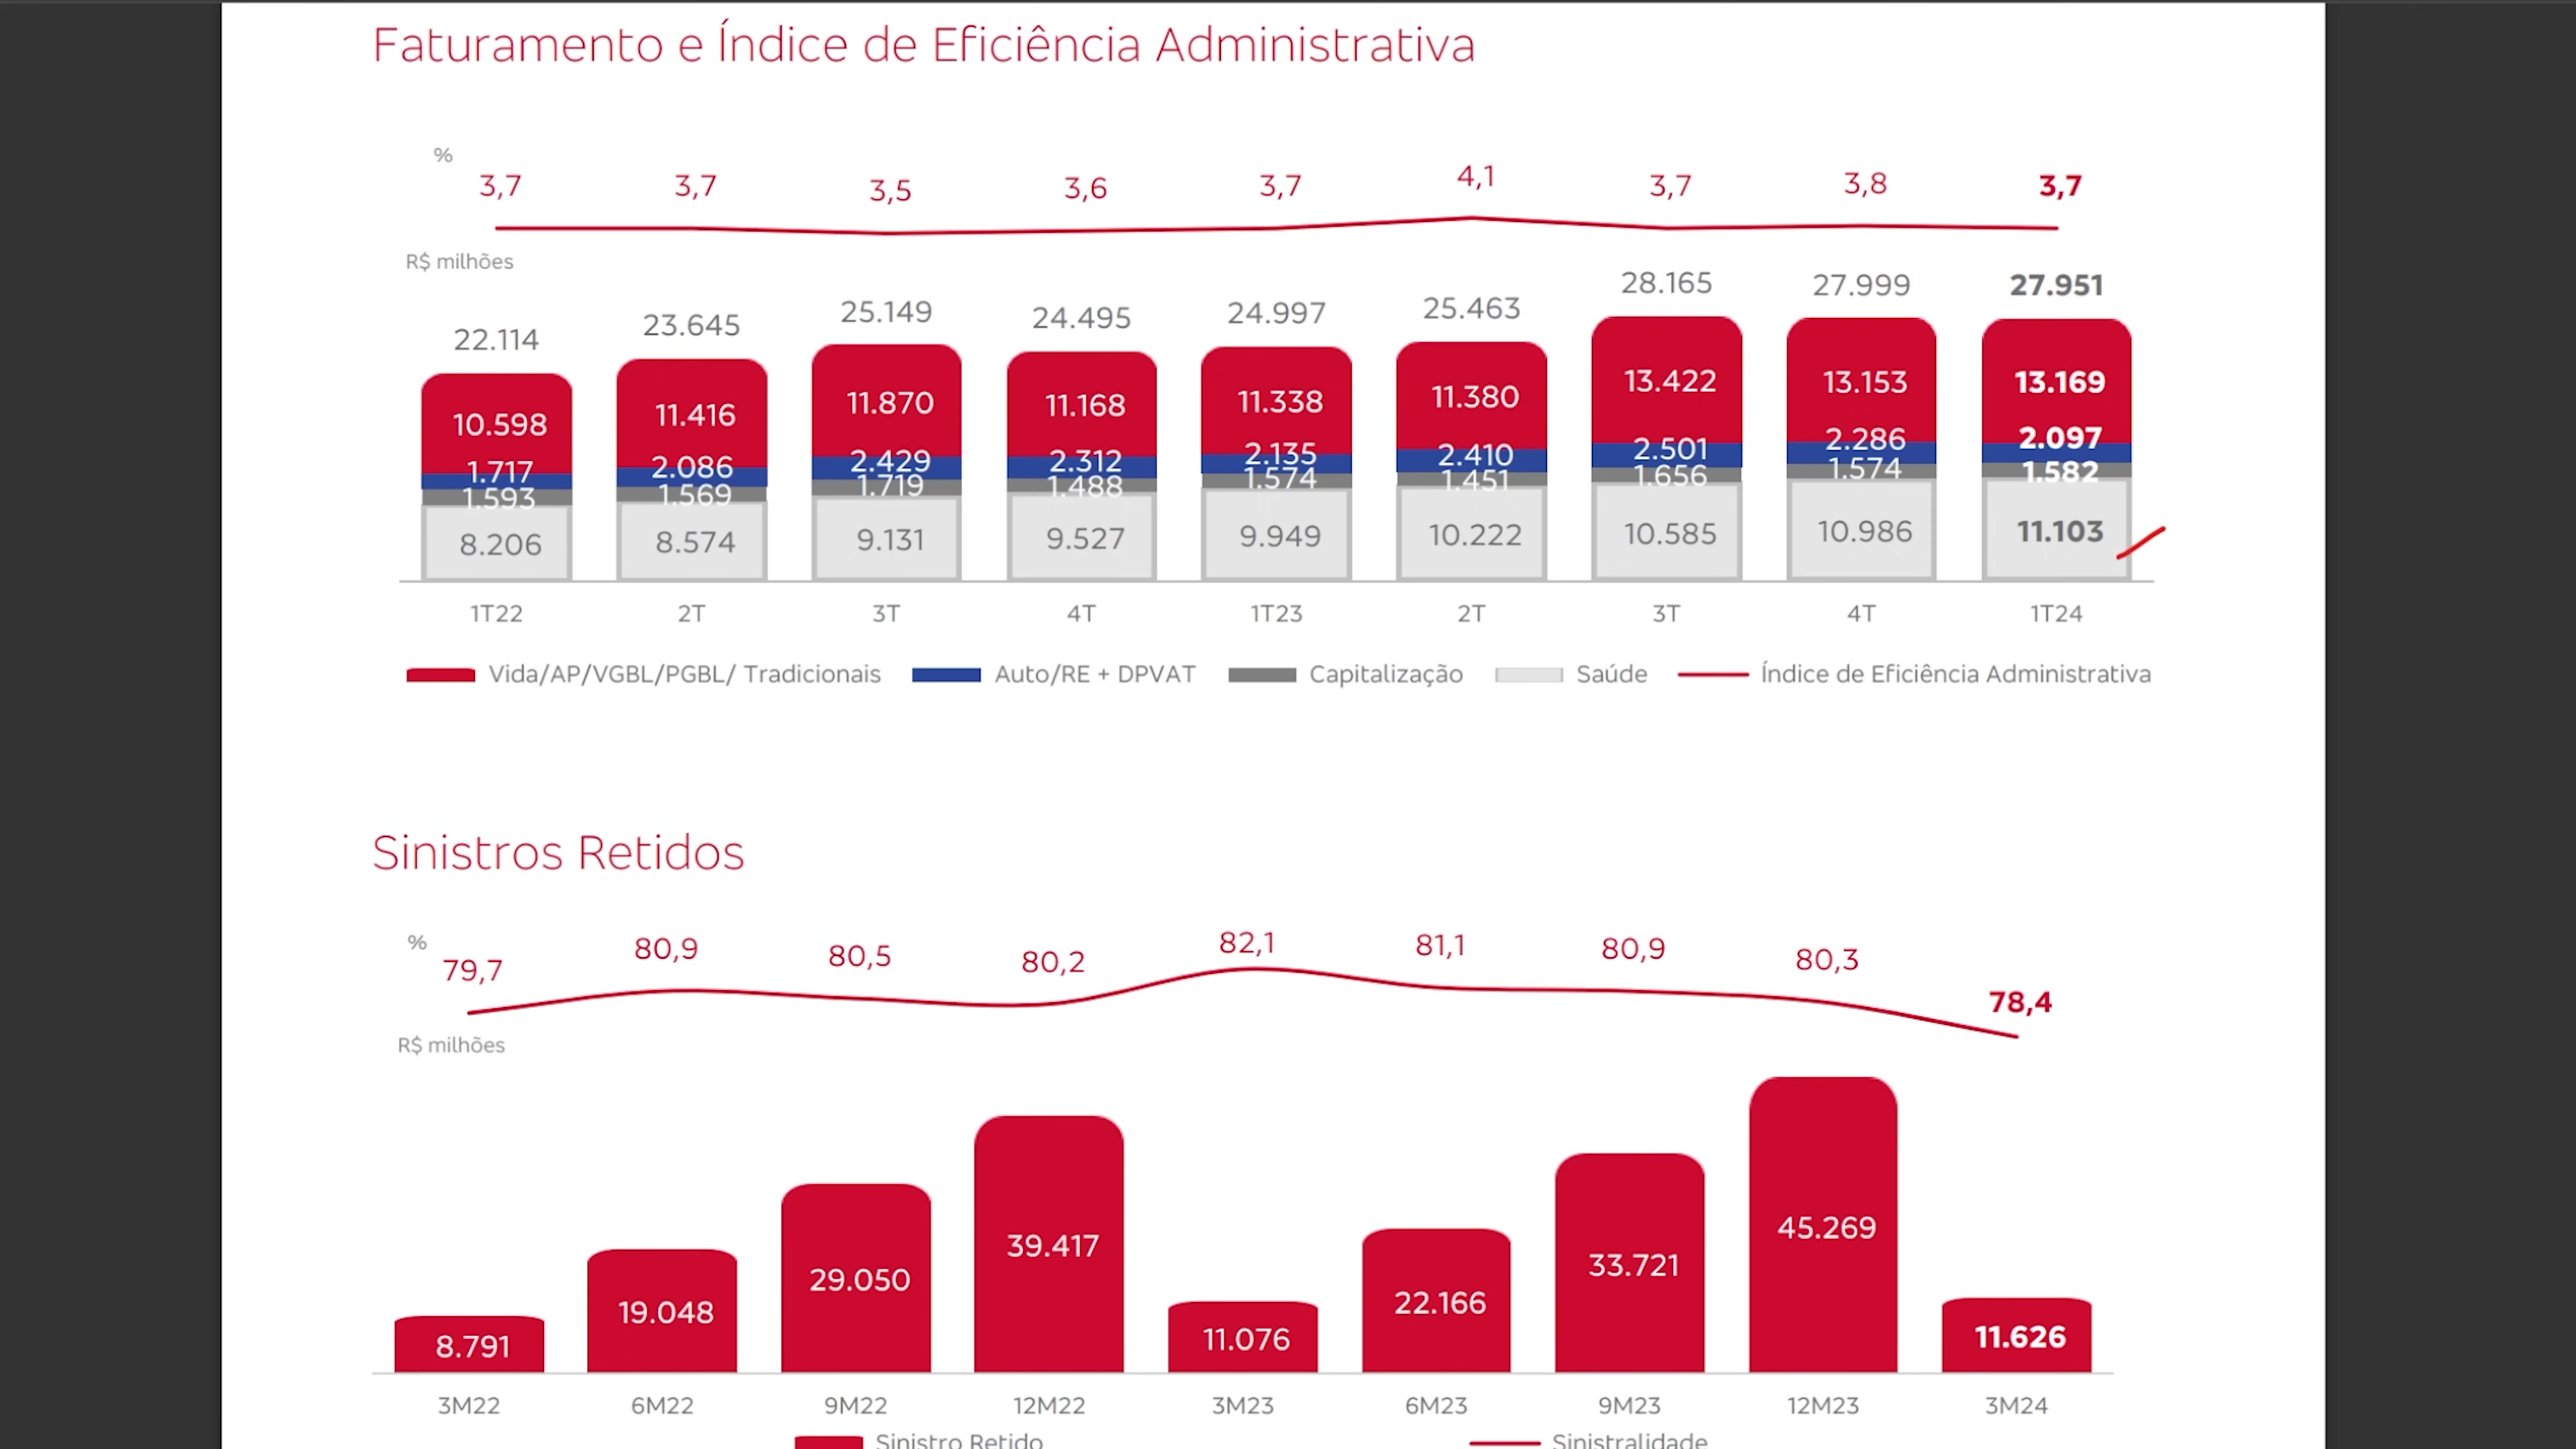 Faturamento e Índice de Eficiência Administrativa
%
3,7 3,7 3,5 3,6 3,7 4,1 3,7 3,8 3,7
R$ milhões
22.114 23.645 25.149 24.495 24.997 25.463 28.165 27.999 27.951
10.598 11.416 11.870 11.168 11.338 11.380 13.422 13.153 13.169
1.717 2.086 2.429 2.312 2.135 2.410 2.501 2.286 2.097
1.593 1.569 1.719 1.488 1.574 1.451 1.656 1.574 1.582
8.206 8.574 9.131 9.527 9.949 10.222 10.585 10.986 11.103
1T22 2T 3T 4T 1T23 2T 3T 4T 1T24
Vida/AP/VGBL/PGBL/ Tradicionais Auto/RE + DPVAT Capitalização Saúde Índice de Eficiência Administrativa
Sinistros Retidos
%
79,7 80,9 80,5 80,2 82,1 81,1 80,9 80,3 78,4
R$ milhões
8.791 19.048 29.050 39.417 11.076 22.166 33.721 45.269 11.626
3M22 6M22 9M22 12M22 3M23 6M23 9M23 12M23 3M24
Sinistro Retido Sinistralidade